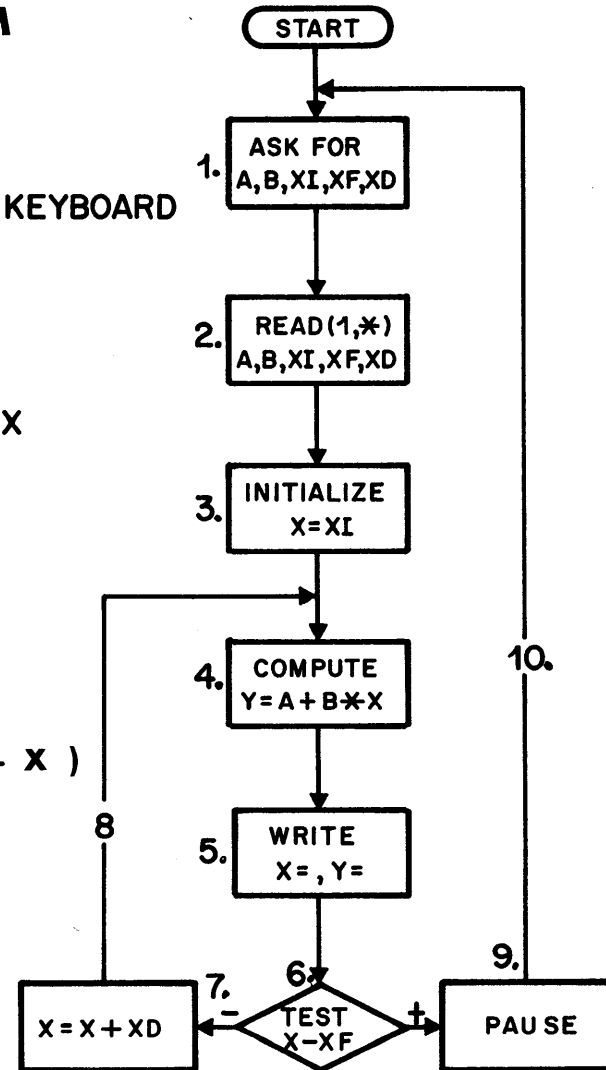 START
1.
ASK FOR
A,B,XI,XF,XD
KEYBOARD
2.
READ(1,*)
A,B,XI,XF,XD
X
3.
INITIALIZE
X=XI
10.
4.
COMPUTE
Y=A+B*X
X )
8
5.
WRITE
X= , Y=
9.
7.
6.
-
TEST
X-XF
+
X=X+XD
PAUSE